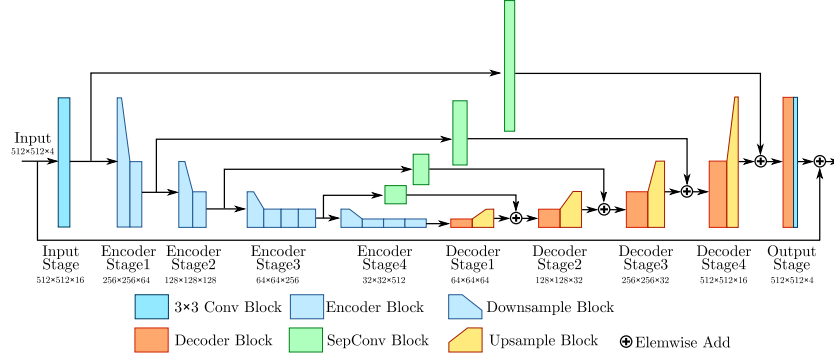 Input
512×512×4
Input
Stage
512×512×16
Encoder
Stage1
256×256×64
Encoder
Stage2
128×128×128
Encoder
Stage3
64×64×256
Encoder
Stage4
32×32×512
Decoder
Stage1
64×64×64
Decoder
Stage2
128×128×32
Decoder
Stage3
256×256×32
Decoder
Stage4
512×512×16
Output
Stage
512×512×4
3×3 Conv Block
Encoder Block
Downsample Block
Decoder Block
SepConv Block
Upsample Block
Elemwise Add